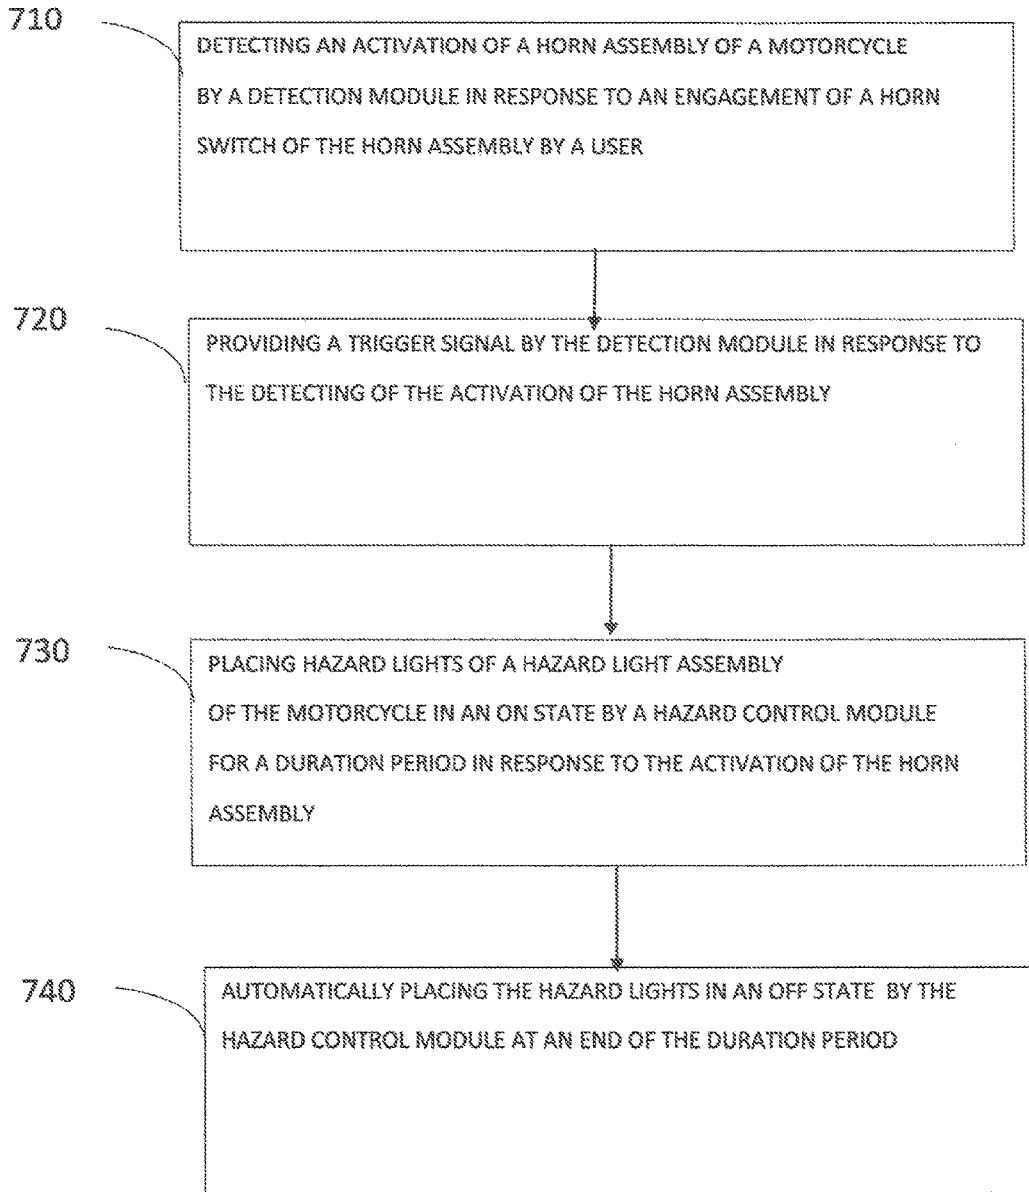 710
DETECTING AN ACTIVATION OF A HORN ASSEMBLY OF A MOTORCYCLE
BY A DETECTION MODULE IN RESPONSE TO AN ENGAGEMENT OF A HORN
SWITCH OF THE HORN ASSEMBLY BY A USER
720
PROVIDING A TRIGGER SIGNAL BY THE DETECTION MODULE IN RESPONSE TO
THE DETECTING OF THE ACTIVATION OF THE HORN ASSEMBLY
730
PLACING HAZARD LIGHTS OF A HAZARD LIGHT ASSEMBLY
OF THE MOTORCYCLE IN AN ON STATE BY A HAZARD CONTROL MODULE
FOR A DURATION PERIOD IN RESPONSE TO THE ACTIVATION OF THE HORN
ASSEMBLY
740
AUTOMATICALLY PLACING THE HAZARD LIGHTS IN AN OFF STATE BY THE
HAZARD CONTROL MODULE AT AN END OF THE DURATION PERIOD